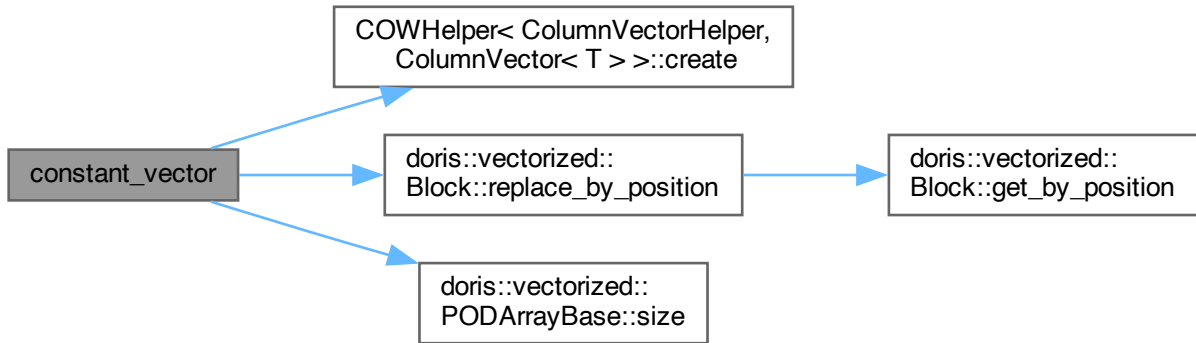 COWHelper< ColumnVectorHelper,
ColumnVector< T > >::create
constant_vector
doris::vectorized::
Block::replace_by_position
doris::vectorized::
Block::get_by_position
doris::vectorized::
PODArrayBase::size